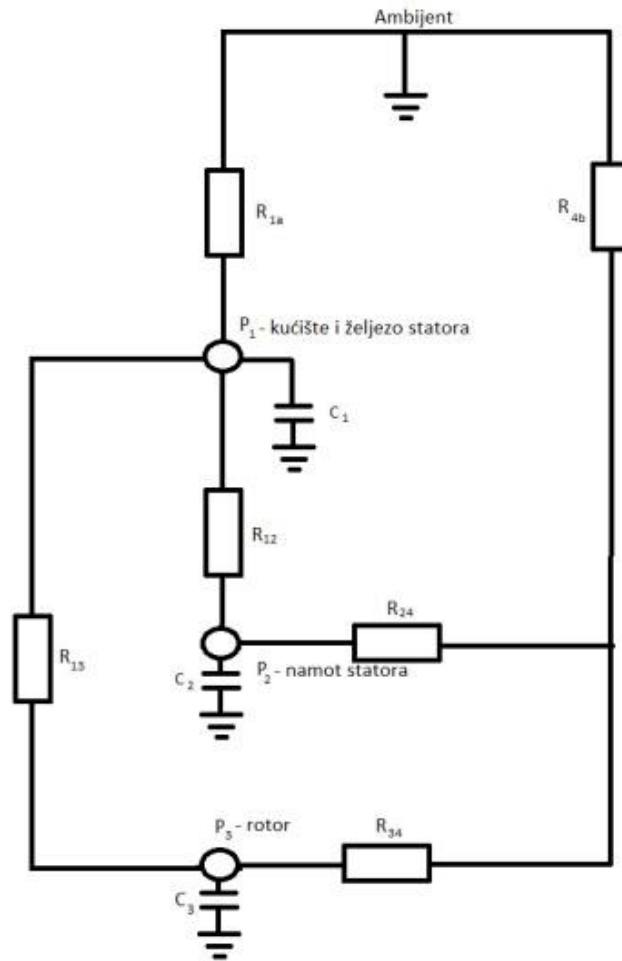 Ambijent
R1a
R4b
P1 - kućište i željezo statora
C1
R12
R24
R13
P2 - namot statora
C2
P3 - rotor
R34
C3